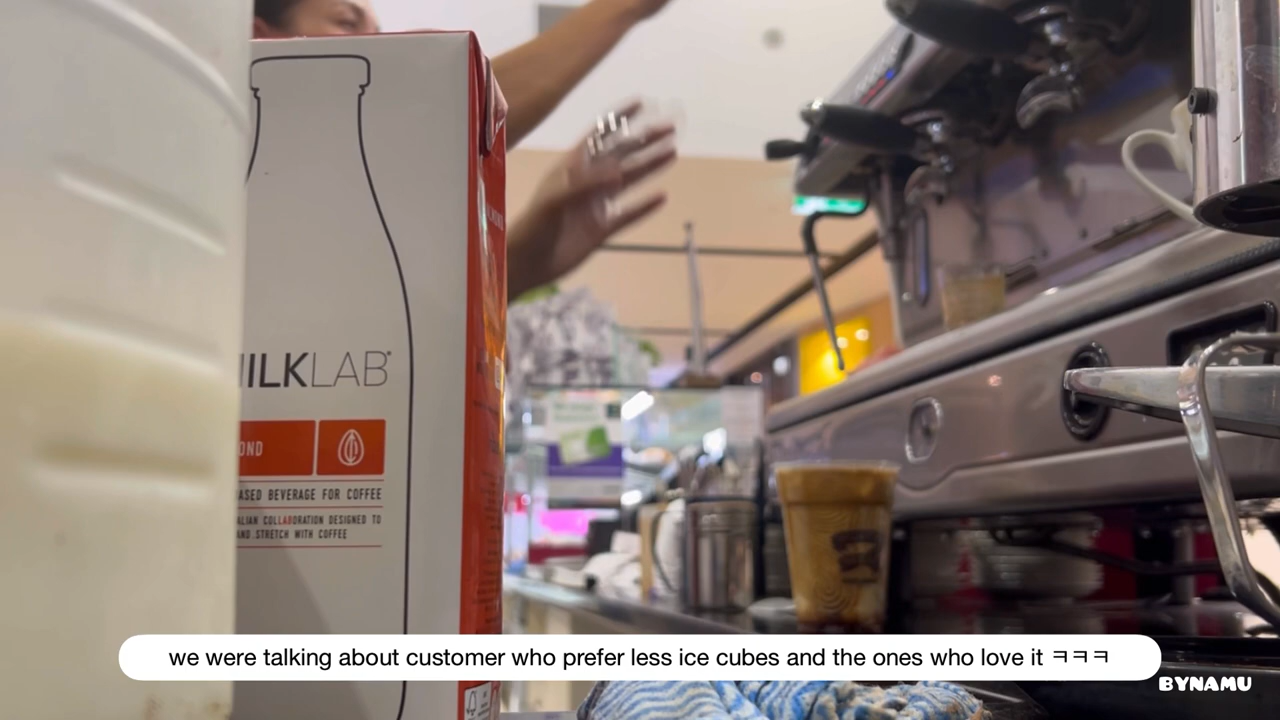 ILKLAB
OND
ASED BEVERAGE FOR COFFEE
ALIAN COLLABORATION DESIGNED TO
AND STRETCH WITH COFFEE
we were talking about customer who prefer less ice cubes and the ones who love it ㅋㅋㅋ
BYNAMU